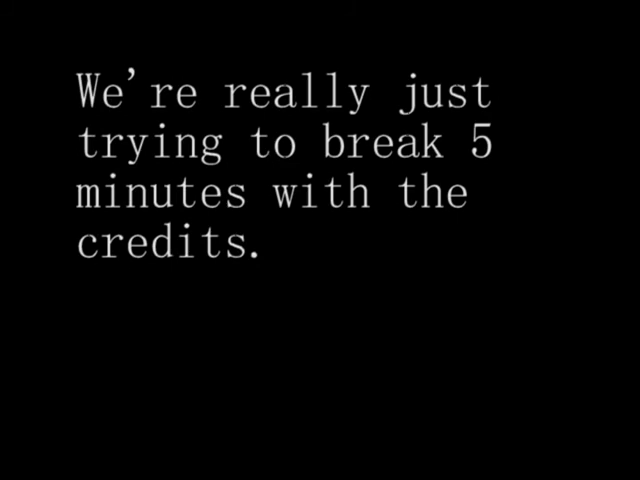 We're really just
trying to break 5
minutes with the
credits.